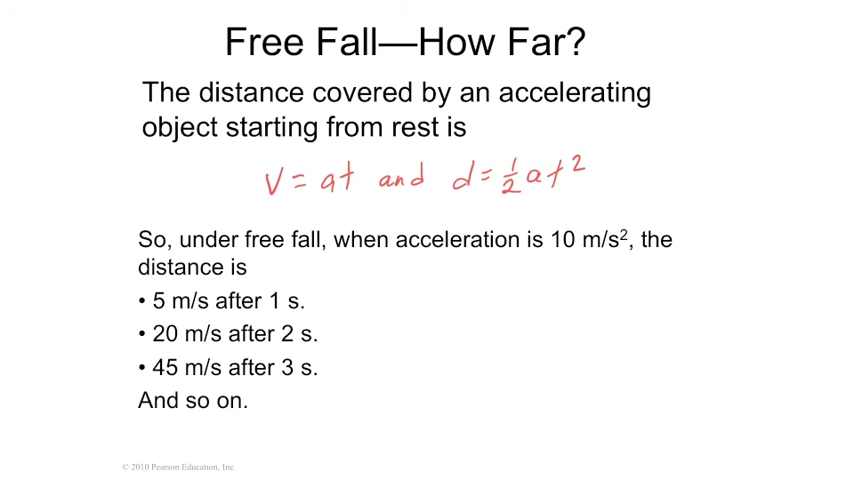 Free Fall—How Far?
The distance covered by an accelerating
object starting from rest is
V = at and d = ½ at²
So, under free fall, when acceleration is 10 m/s², the
distance is
• 5 m/s after 1 s.
• 20 m/s after 2 s.
• 45 m/s after 3 s.
And so on.
© 2010 Pearson Education, Inc.